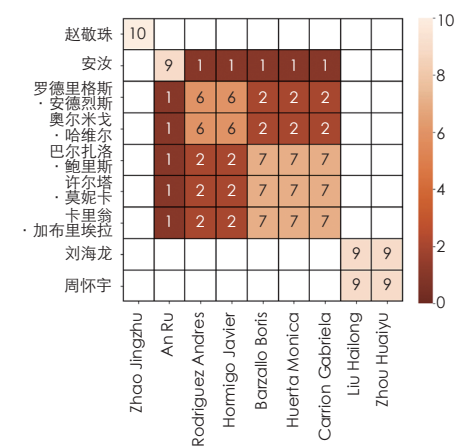 赵敬珠 10
安汝 9 1 1 1 1 1
罗德里格斯
·安德烈斯 1 6 6 2 2 2
奥尔米戈
·哈维尔 1 6 6 2 2 2
巴尔扎洛
·鲍里斯 1 2 2 7 7 7
许尔塔
·莫妮卡 1 2 2 7 7 7
卡里翁
·加布里埃拉 1 2 2 7 7 7
刘海龙 9 9
周怀宇 9 9
Zhao Jingzhu
An Ru
Rodriguez Andres
Hormigo Javier
Barzallo Boris
Huerta Monica
Carrion Gabriela
Liu Hailong
Zhou Huaiyu
10
8
6
4
2
0